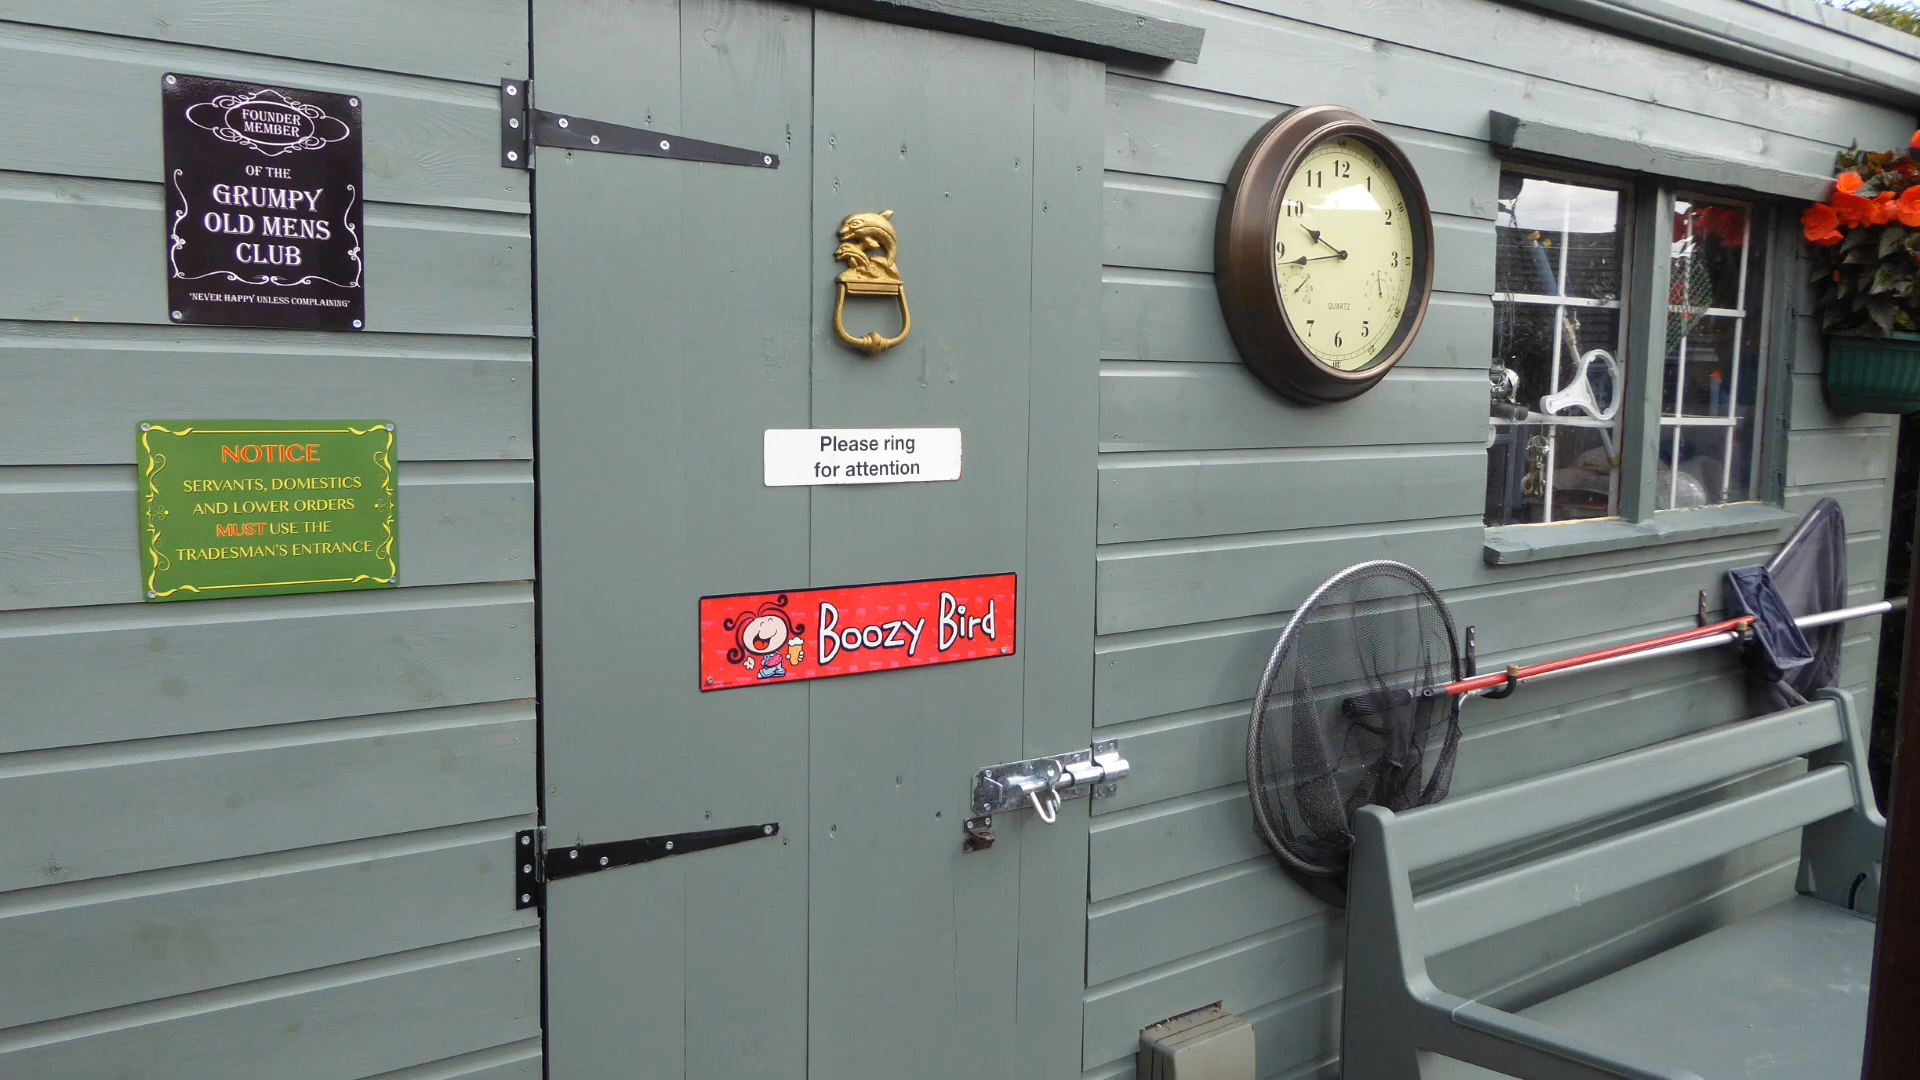 FOUNDER
MEMBER
OF THE
GRUMPY
OLD MENS
CLUB
"NEVER HAPPY UNLESS COMPLAINING"
NOTICE
SERVANTS, DOMESTICS
AND LOWER ORDERS
MUST USE THE
TRADESMAN'S ENTRANCE
Please ring
for attention
Boozy Bird
12
11
1
10
2
9
3
QUARTZ
7
5
6